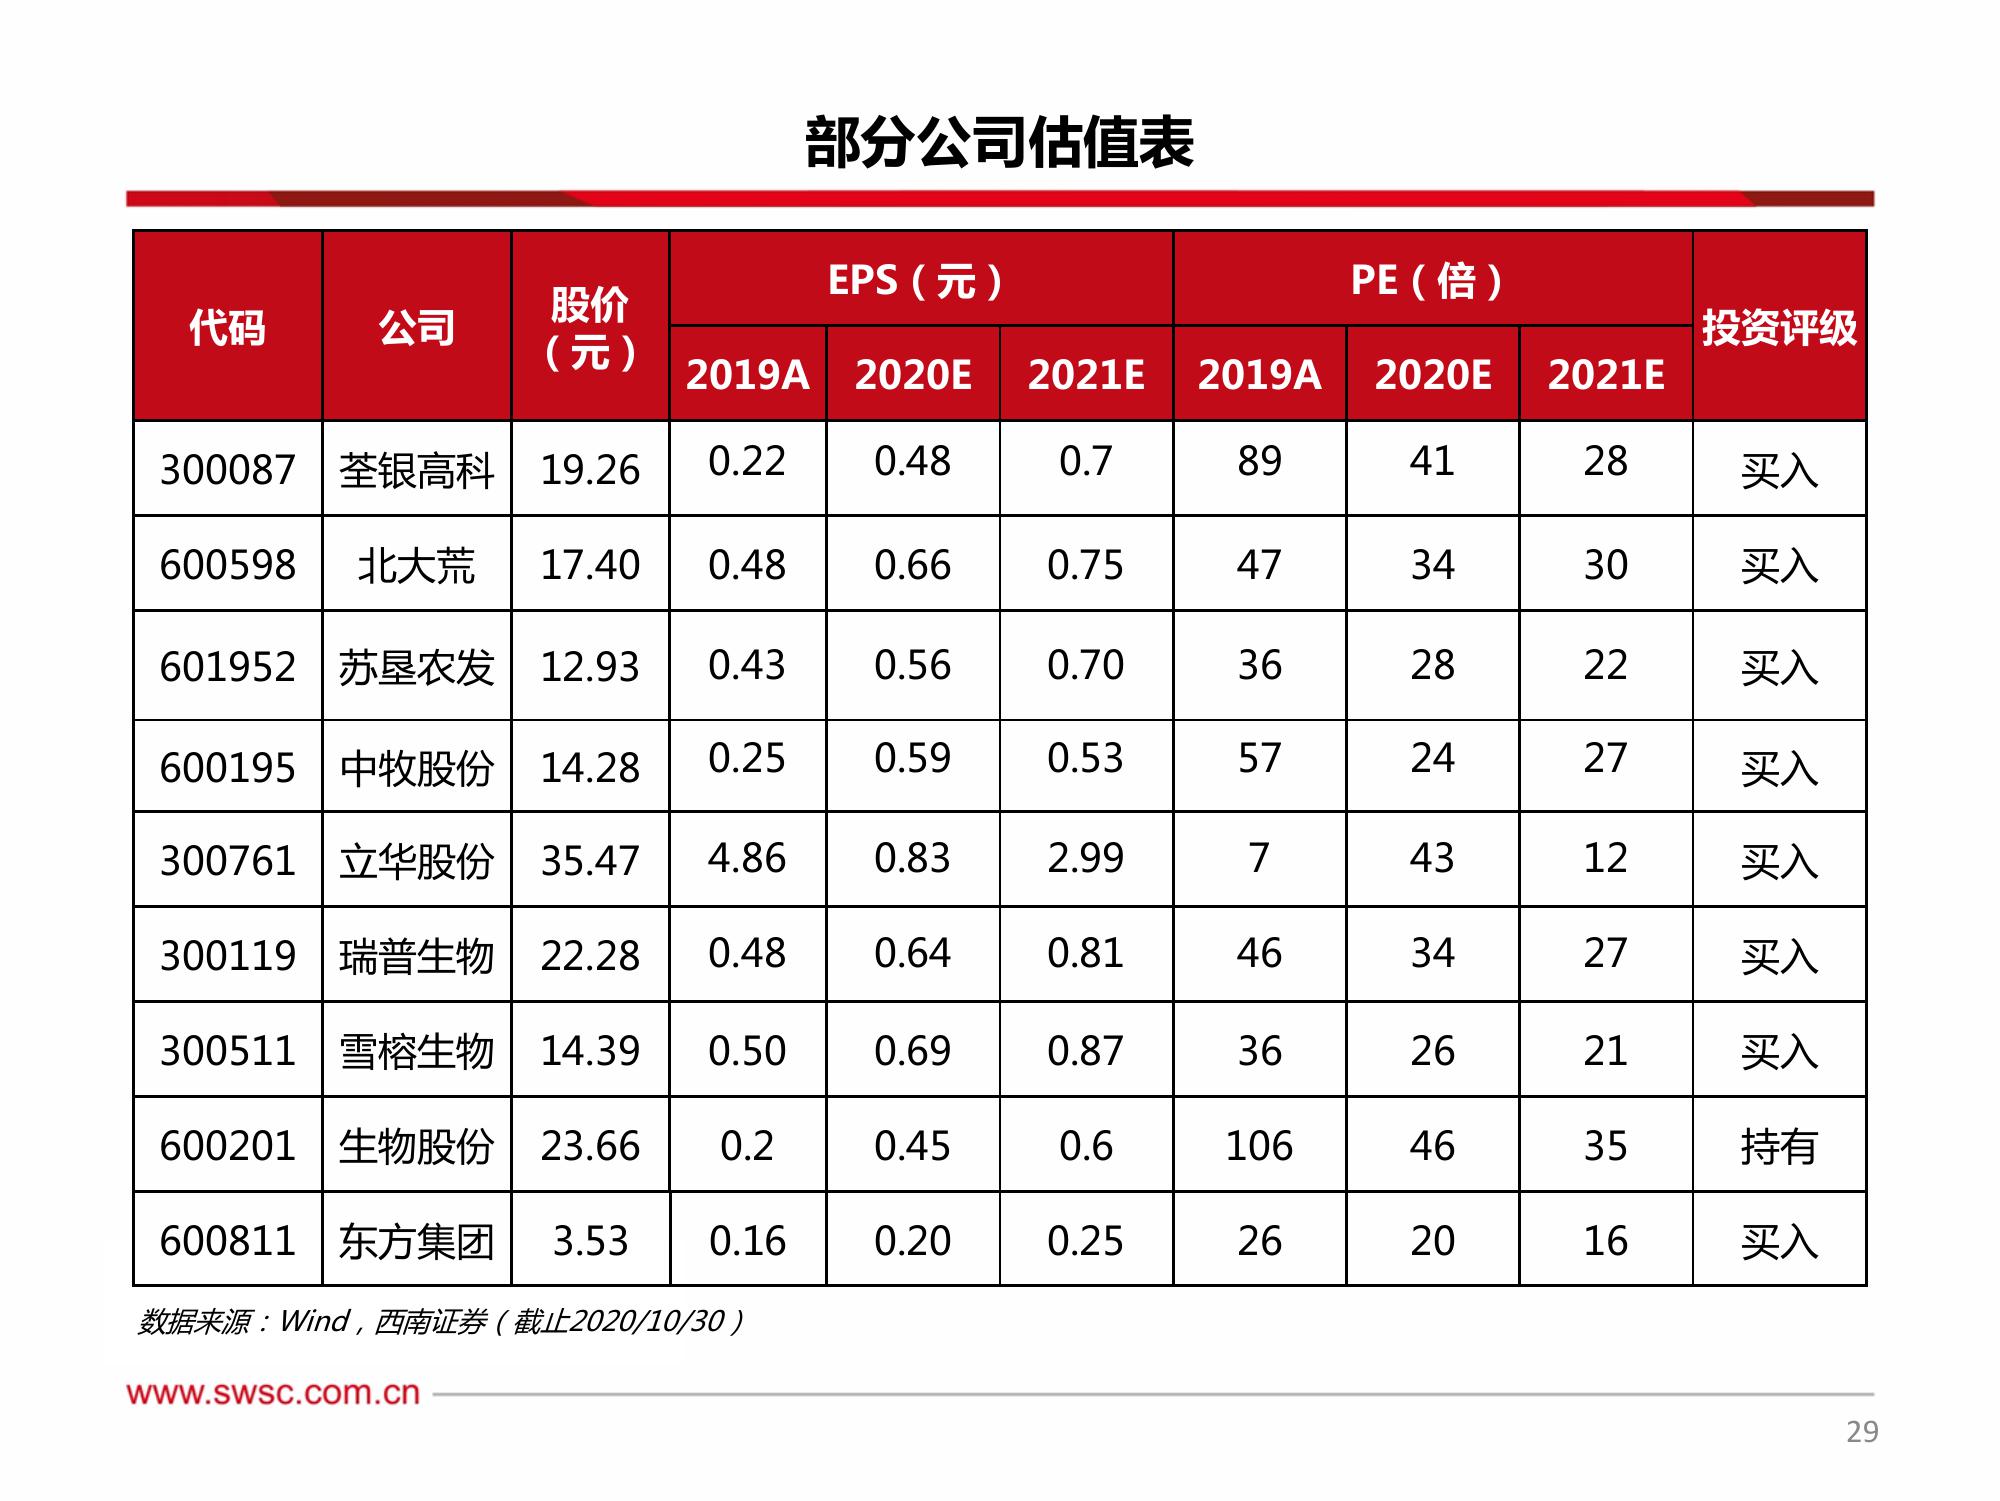 部分公司估值表
代码 公司 股价（元） EPS（元） PE（倍） 投资评级
2019A 2020E 2021E 2019A 2020E 2021E
300087 荃银高科 19.26 0.22 0.48 0.7 89 41 28 买入
600598 北大荒 17.40 0.48 0.66 0.75 47 34 30 买入
601952 苏垦农发 12.93 0.43 0.56 0.70 36 28 22 买入
600195 中牧股份 14.28 0.25 0.59 0.53 57 24 27 买入
300761 立华股份 35.47 4.86 0.83 2.99 7 43 12 买入
300119 瑞普生物 22.28 0.48 0.64 0.81 46 34 27 买入
300511 雪榕生物 14.39 0.50 0.69 0.87 36 26 21 买入
600201 生物股份 23.66 0.2 0.45 0.6 106 46 35 持有
600811 东方集团 3.53 0.16 0.20 0.25 26 20 16 买入
数据来源：Wind，西南证券（截止2020/10/30）
www.swsc.com.cn
29